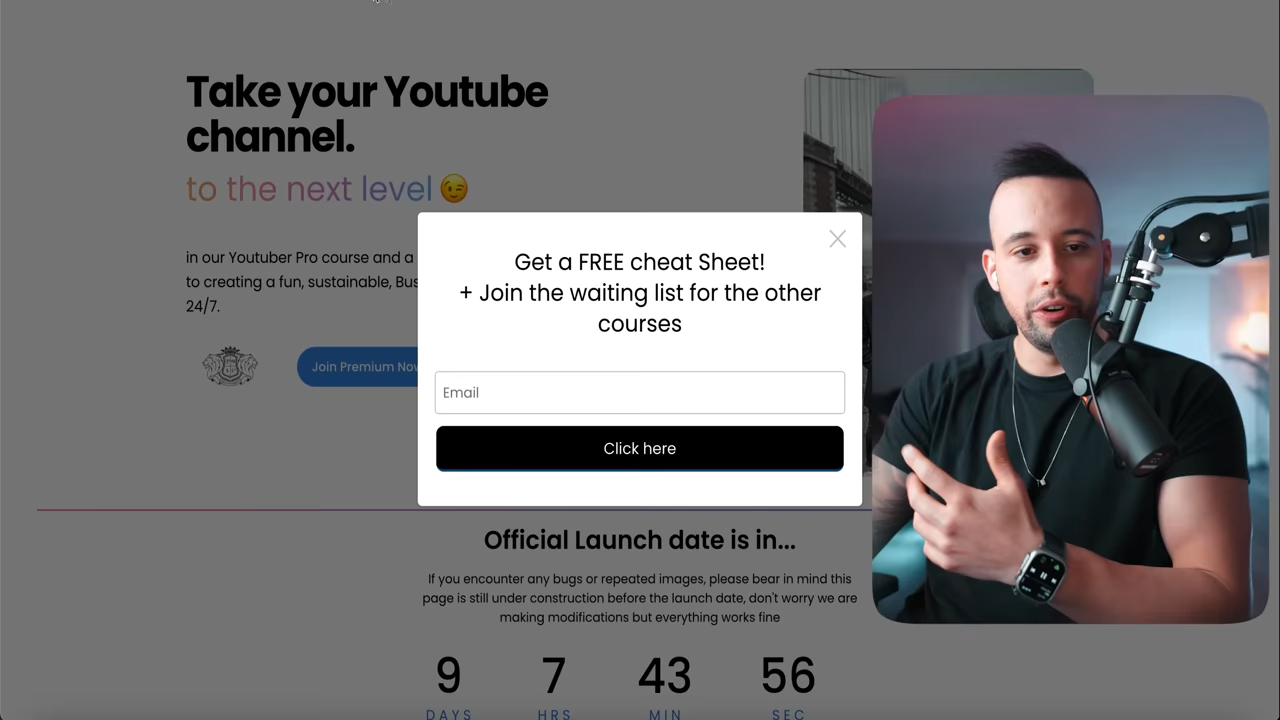 Take your Youtube
channel.
to the next level 😉
in our Youtuber Pro course and a
to creating a fun, sustainable, Bus
24/7.
Join Premium Now
Get a FREE cheat Sheet!
+ Join the waiting list for the other
courses
Email
Click here
Official Launch date is in...
If you encounter any bugs or repeated images, please bear in mind this
page is still under construction before the launch date, don't worry we are
making modifications but everything works fine
9 7 43 56
DAYS HRS MIN SEC